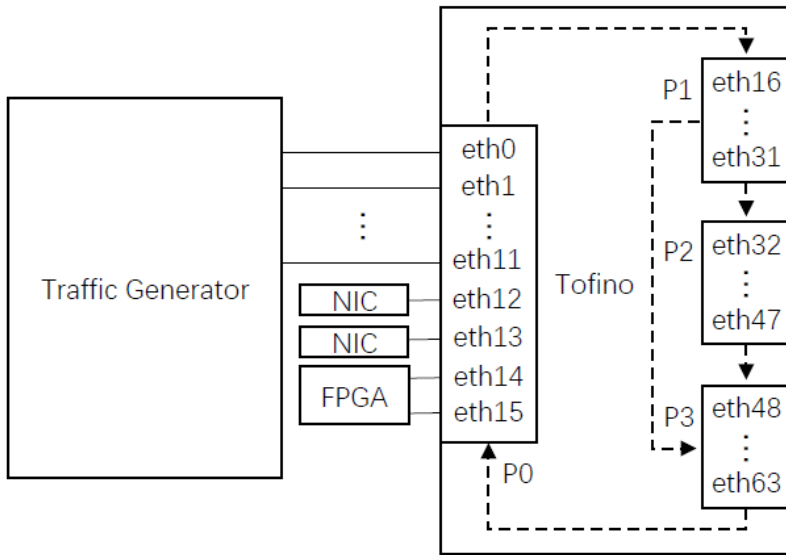 Traffic Generator
NIC
NIC
FPGA
eth0
eth1
⋮
⋮
eth11
eth12
eth13
eth14
eth15
P0
Tofino
P1
eth16
⋮
eth31
P2
eth32
⋮
eth47
P3
eth48
⋮
eth63